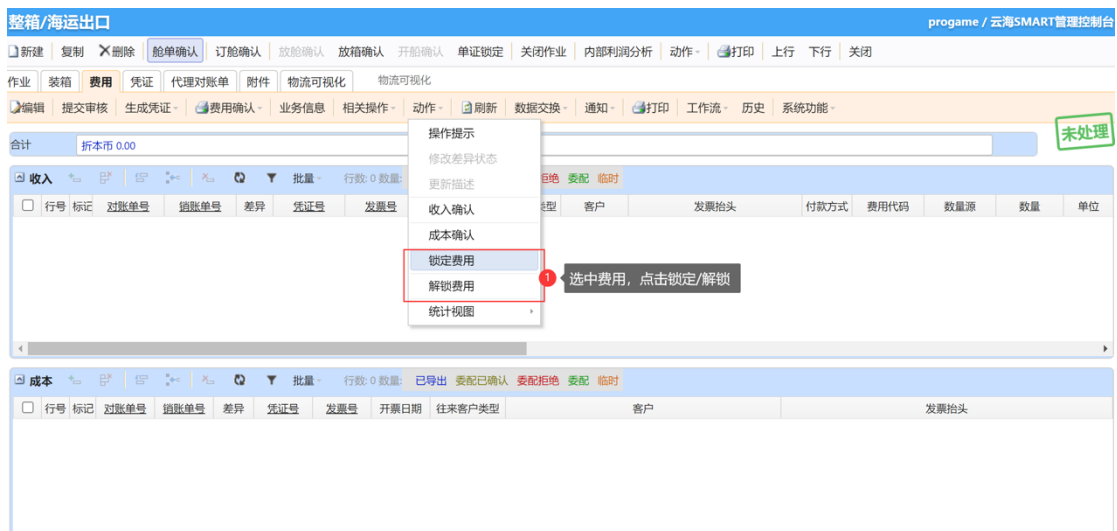 整箱/海运出口 progame / 云海SMART管理控制台
新建 复制 删除 舱单确认 订舱确认 放舱确认 放箱确认 开船确认 单证锁定 关闭作业 内部利润分析 动作 打印 上行 下行 关闭
作业 装箱 费用 凭证 代理对账单 附件 物流可视化 物流可视化
编辑 提交审核 生成凭证 费用确认 业务信息 相关操作 动作 刷新 数据交换 通知 打印 工作流 历史 系统功能
未处理
合计 折本币 0.00
操作提示
修改差异状态
更新描述
收入确认
成本确认
锁定费用
解锁费用
统计视图
1 选中费用，点击锁定/解锁
收入 批量 行数: 0 数量: 拒绝 委配 临时
行号 标记 对账单号 销账单号 差异 凭证号 发票号 类型 客户 发票抬头 付款方式 费用代码 数量源 数量 单位
成本 批量 行数: 0 数量: 已导出 委配已确认 委配拒绝 委配 临时
行号 标记 对账单号 销账单号 差异 凭证号 发票号 开票日期 往来客户类型 客户 发票抬头